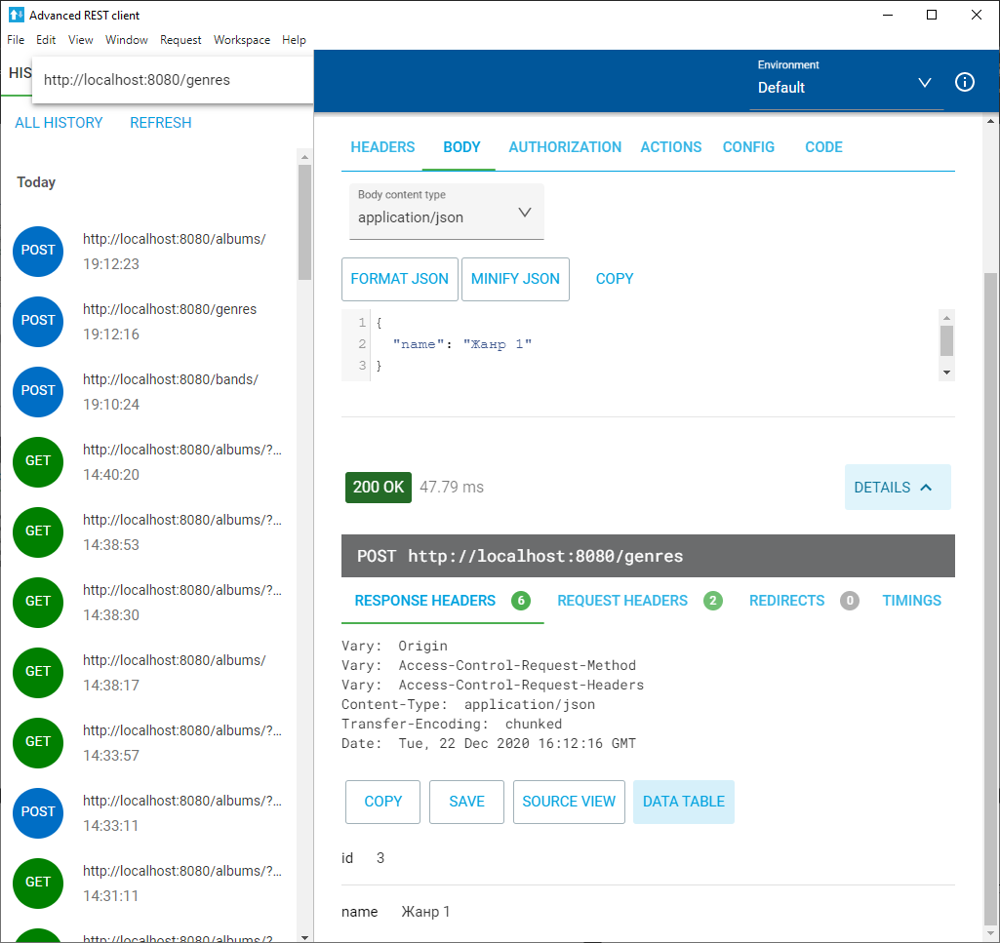 Advanced REST client
File Edit View Window Request Workspace Help
HIS
http://localhost:8080/genres
Environment
Default
ALL HISTORY REFRESH
Today
POST http://localhost:8080/albums/
19:12:23
POST http://localhost:8080/genres
19:12:16
POST http://localhost:8080/bands/
19:10:24
GET http://localhost:8080/albums/?...
14:40:20
GET http://localhost:8080/albums/?...
14:38:53
GET http://localhost:8080/albums/?...
14:38:30
GET http://localhost:8080/albums/
14:38:17
GET http://localhost:8080/albums/?...
14:33:57
POST http://localhost:8080/albums/?...
14:33:11
GET http://localhost:8080/albums/?...
14:31:11
http://localhost:8080/albums/?...
HEADERS BODY AUTHORIZATION ACTIONS CONFIG CODE
Body content type
application/json
FORMAT JSON MINIFY JSON COPY
1 {
2 "name": "Жанр 1"
3 }
200 OK 47.79 ms DETAILS
POST http://localhost:8080/genres
RESPONSE HEADERS 6 REQUEST HEADERS 2 REDIRECTS 0 TIMINGS
Vary: Origin
Vary: Access-Control-Request-Method
Vary: Access-Control-Request-Headers
Content-Type: application/json
Transfer-Encoding: chunked
Date: Tue, 22 Dec 2020 16:12:16 GMT
COPY SAVE SOURCE VIEW DATA TABLE
id 3
name Жанр 1